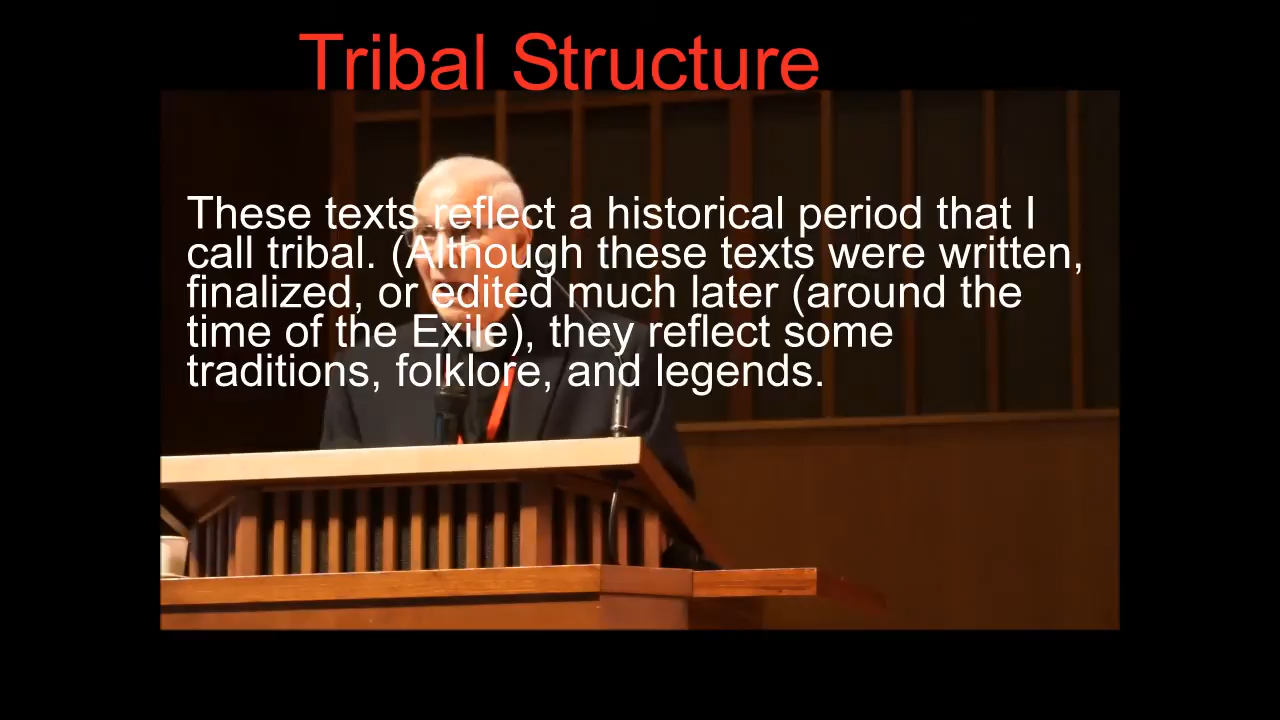 Tribal Structure
These texts reflect a historical period that I
call tribal. (Although these texts were written,
finalized, or edited much later (around the
time of the Exile), they reflect some
traditions, folklore, and legends.